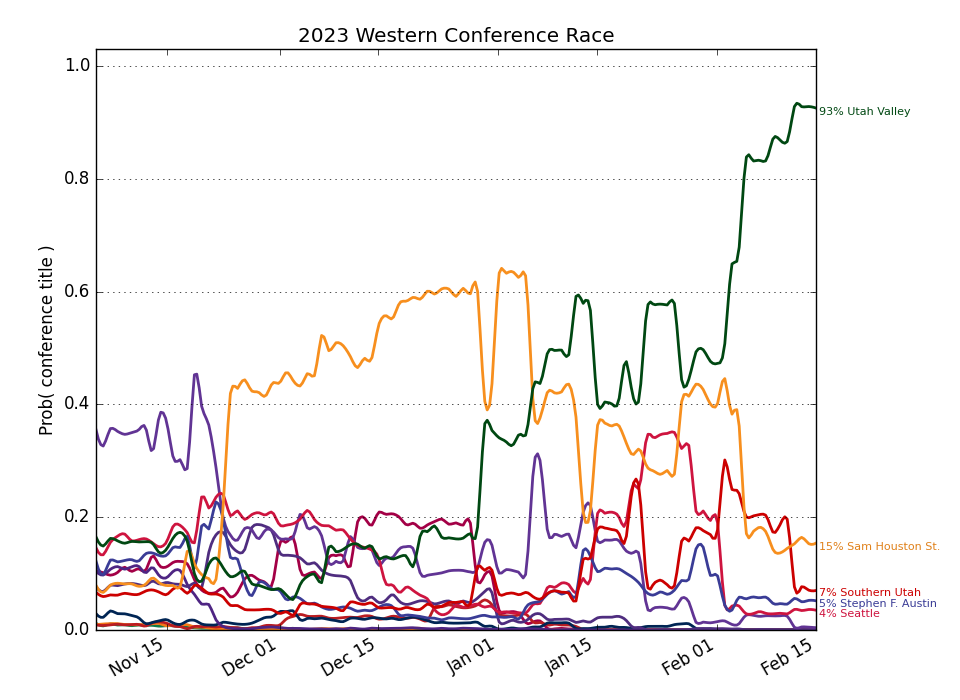 2023 Western Conference Race
1.0
0.8
0.6
0.4
0.2
0.0
Prob( conference title )
Nov 15
Dec 01
Dec 15
Jan 01
Jan 15
Feb 01
Feb 15
93% Utah Valley
15% Sam Houston St.
7% Southern Utah
5% Stephen F. Austin
4% Seattle